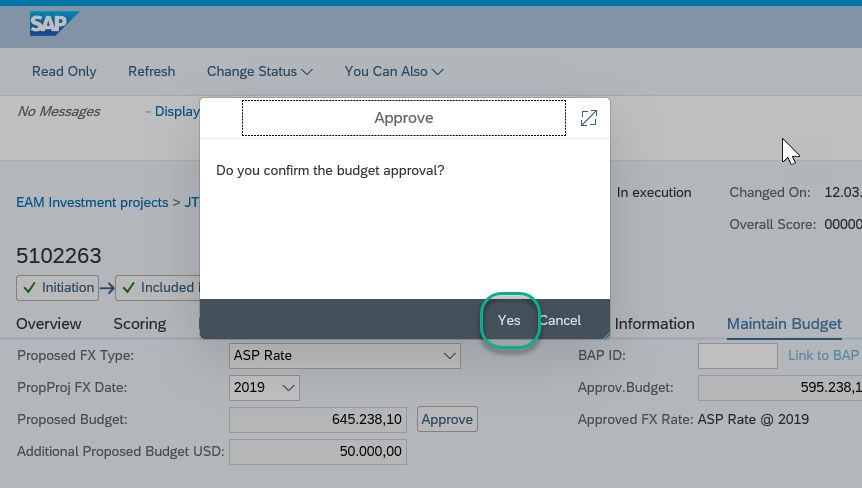 SAP
Read Only Refresh Change Status You Can Also
No Messages - Display
Approve
Do you confirm the budget approval?
In execution Changed On: 12.03.
EAM Investment projects > JT
Overall Score: 00000
5102263
Initiation Included i
Yes Cancel
Overview Scoring Information Maintain Budget
Proposed FX Type: ASP Rate BAP ID: Link to BAP
PropProj FX Date: 2019 Approv.Budget: 595.238,1
Proposed Budget: 645.238,10 Approve Approved FX Rate: ASP Rate @ 2019
Additional Proposed Budget USD: 50.000,00